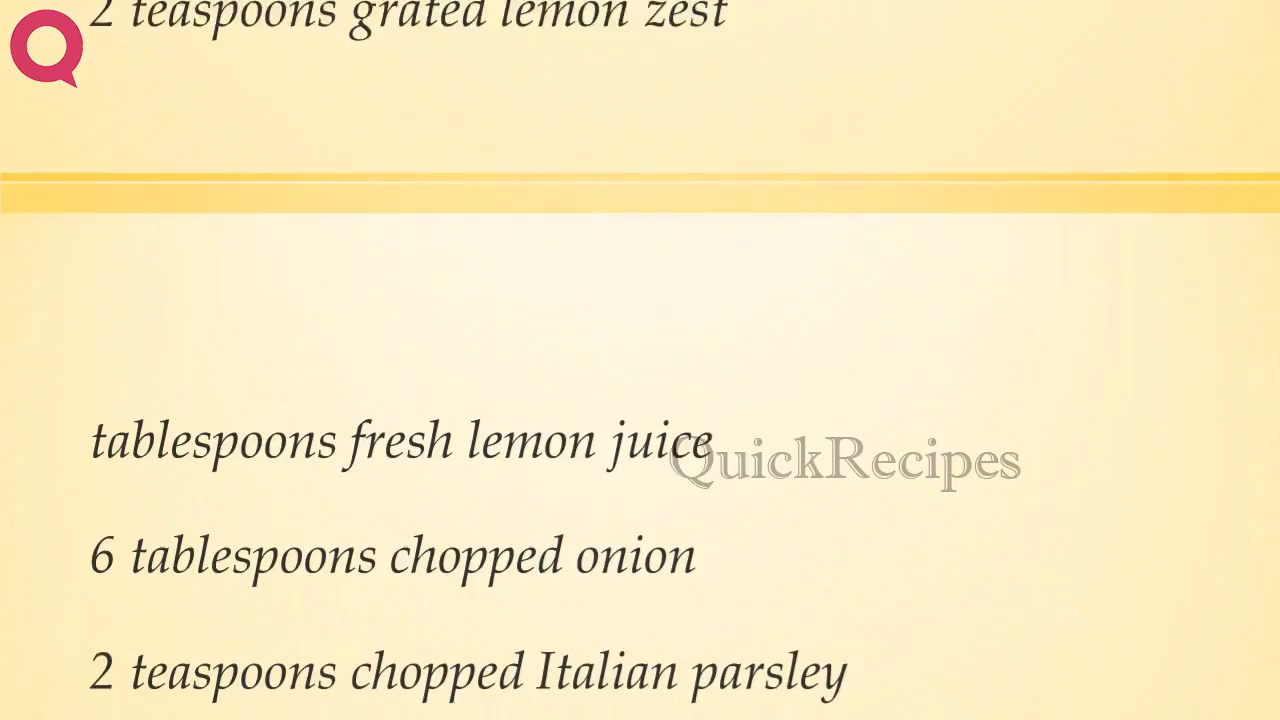 2 teaspoons grated lemon zest
tablespoons fresh lemon juice
QuickRecipes
6 tablespoons chopped onion
2 teaspoons chopped Italian parsley